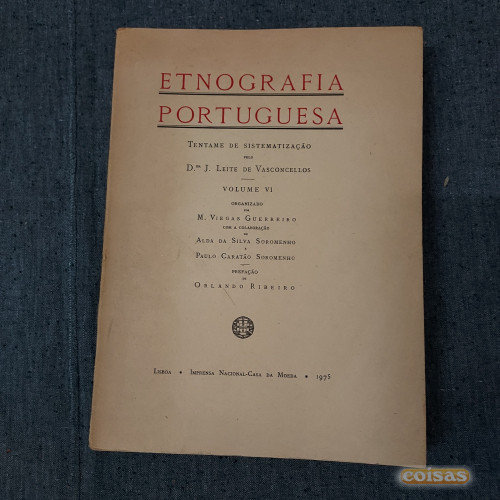 ETNOGRAFIA
PORTUGUESA
TENTAME DE SISTEMATIZAÇÃO
PELO
D.OR J. LEITE DE VASCONCELLOS
VOLUME VI
ORGANIZADO
POR
M. VIEGAS GUERREIRO
COM A COLABORAÇÃO
DE
ALDA DA SILVA SOROMENHO
E
PAULO CARATÃO SOROMENHO
PREFAÇÃO
DE
ORLANDO RIBEIRO
LISBOA • IMPRENSA NACIONAL-CASA DA MOEDA • 1975
coisas